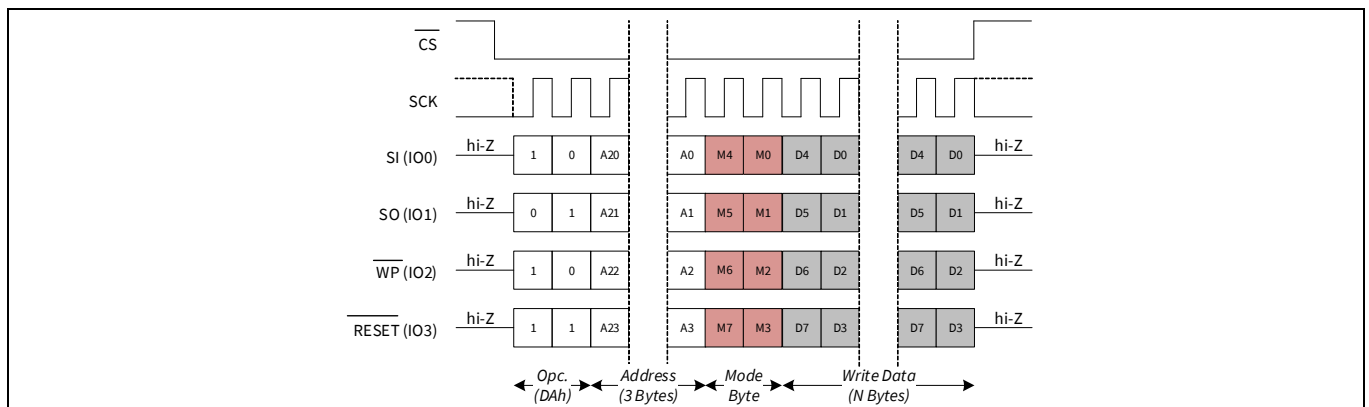 CS
SCK
SI (IO0) hi-Z 1 0 A20 A0 M4 M0 D4 D0 D4 D0 hi-Z
SO (IO1) hi-Z 0 1 A21 A1 M5 M1 D5 D1 D5 D1 hi-Z
WP (IO2) hi-Z 1 0 A22 A2 M6 M2 D6 D2 D6 D2 hi-Z
RESET (IO3) hi-Z 1 1 A23 A3 M7 M3 D7 D3 D7 D3 hi-Z
Opc. Address Mode Write Data
(DAh) (3 Bytes) Byte (N Bytes)